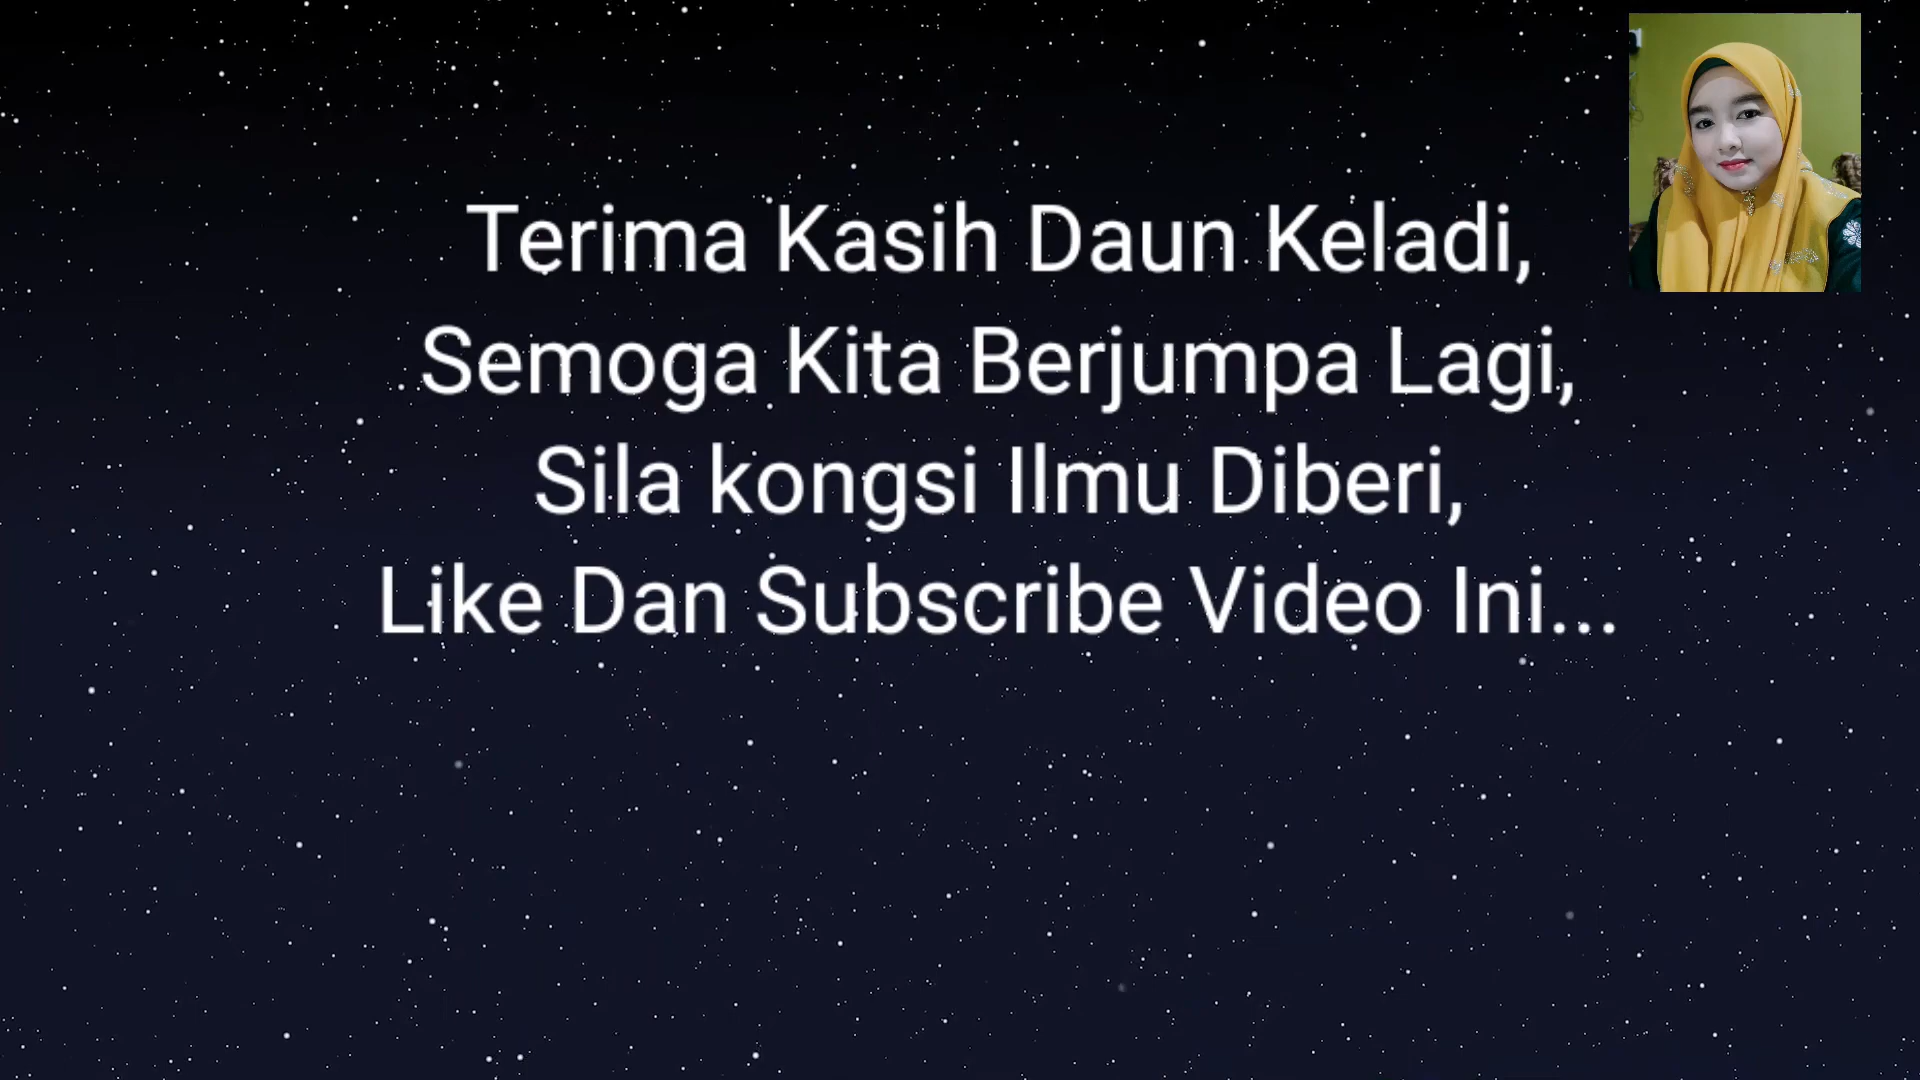 Terima Kasih Daun Keladi,
Semoga Kita Berjumpa Lagi,
Sila kongsi Ilmu Diberi,
Like Dan Subscribe Video Ini...